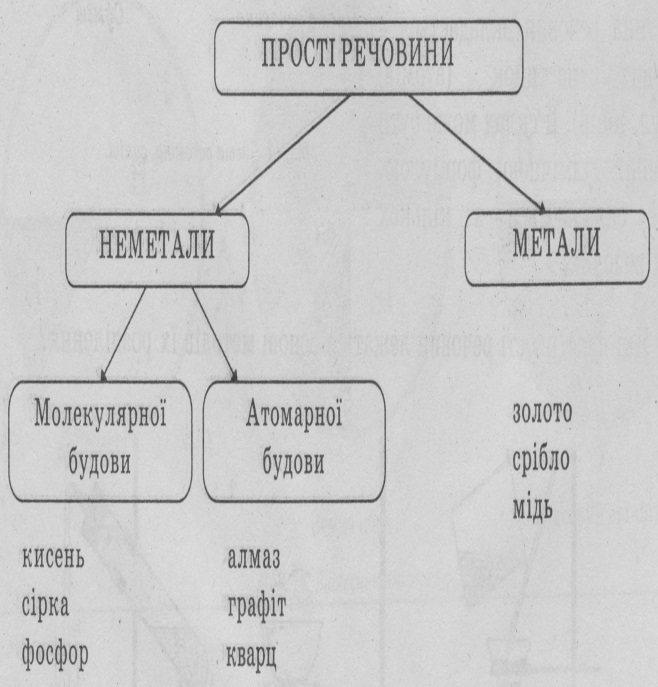 ПРОСТІ РЕЧОВИНИ
НЕМЕТАЛИ
МЕТАЛИ
Молекулярної
будови
Атомарної
будови
кисень
сірка
фосфор
алмаз
графіт
кварц
золото
срібло
мідь